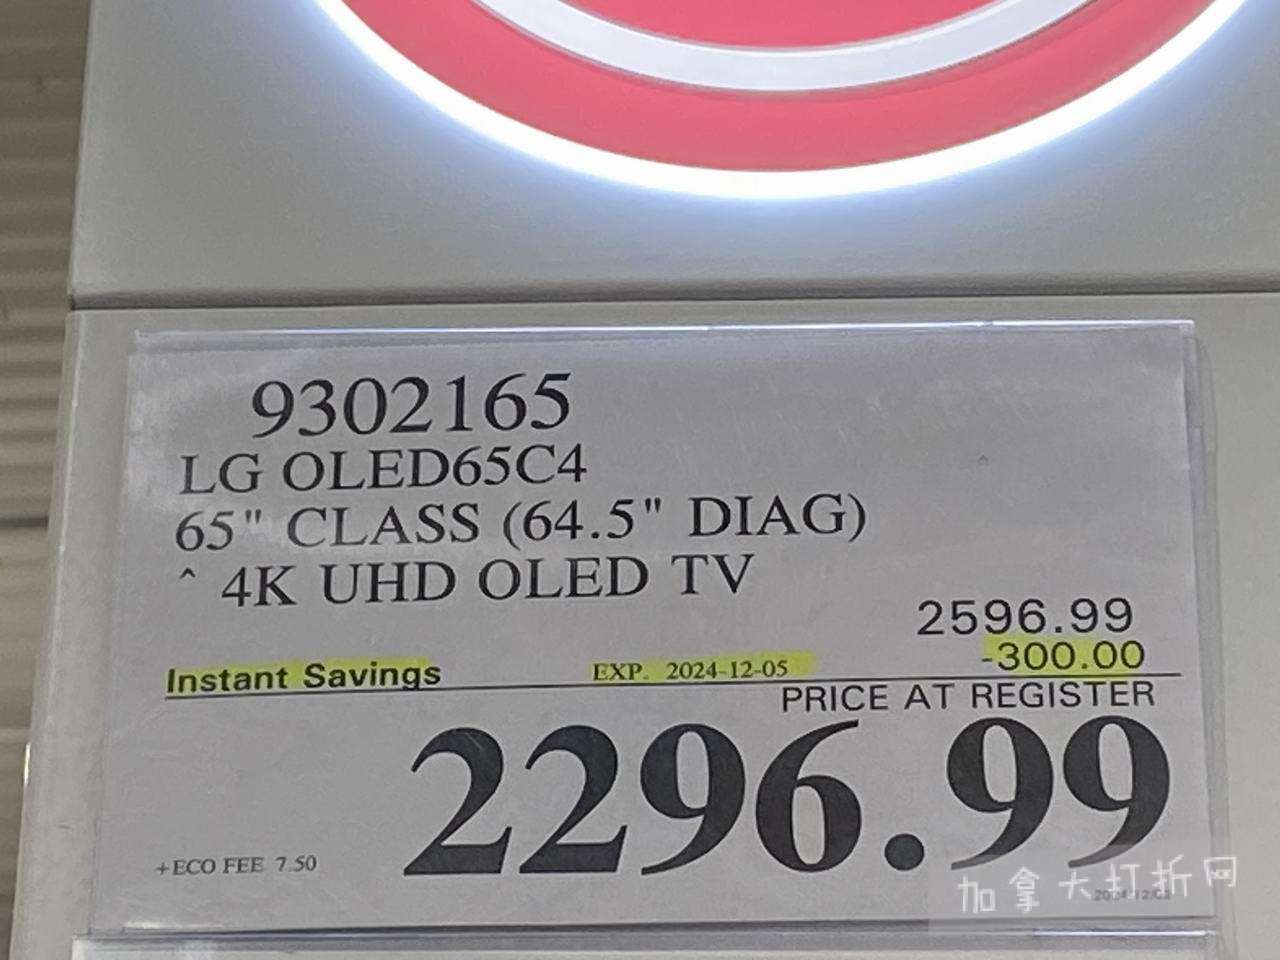 9302165
LG OLED65C4
65" CLASS (64.5" DIAG)
^ 4K UHD OLED TV
2596.99
Instant Savings EXP. 2024-12-05 -300.00
PRICE AT REGISTER
2296.99
+ECO FEE 7.50
加拿大打折网